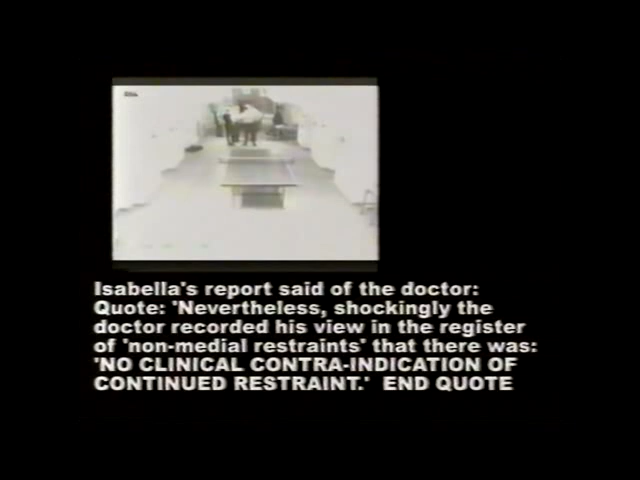 Isabella's report said of the doctor:
Quote: 'Nevertheless, shockingly the
doctor recorded his view in the register
of 'non-medial restraints' that there was:
'NO CLINICAL CONTRA-INDICATION OF
CONTINUED RESTRAINT.'  END QUOTE